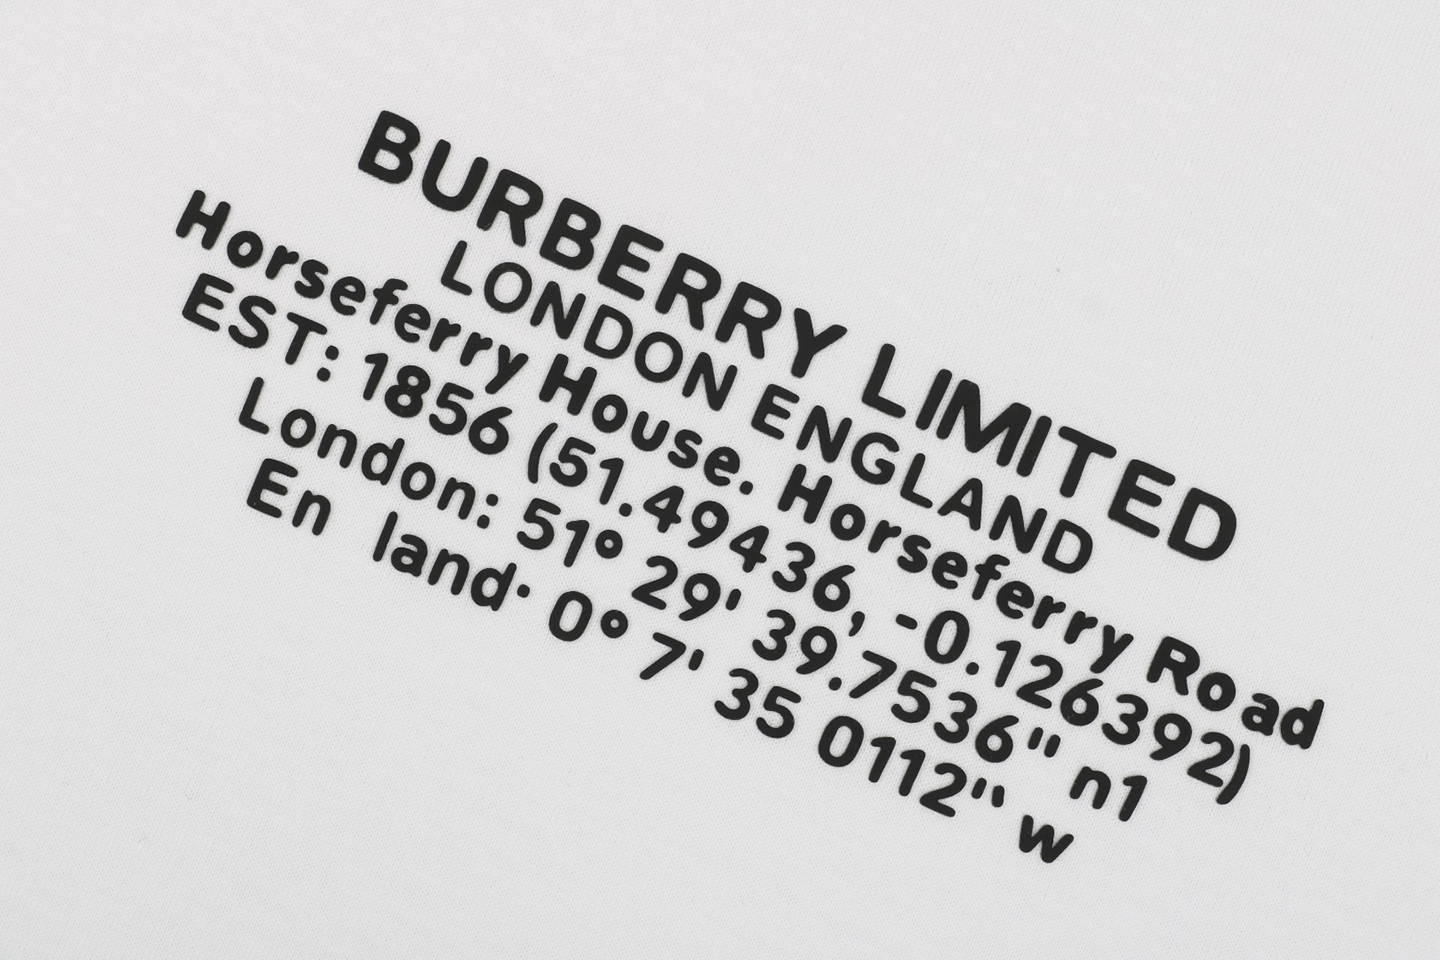 BURBERRY LIMITED
LONDON ENGLAND
Horseferry House. Horseferry Road
EST: 1856 (51.49436, -0.126392)
London: 51° 29' 39.7536" n1
En land· 0° 7' 35 0112" w